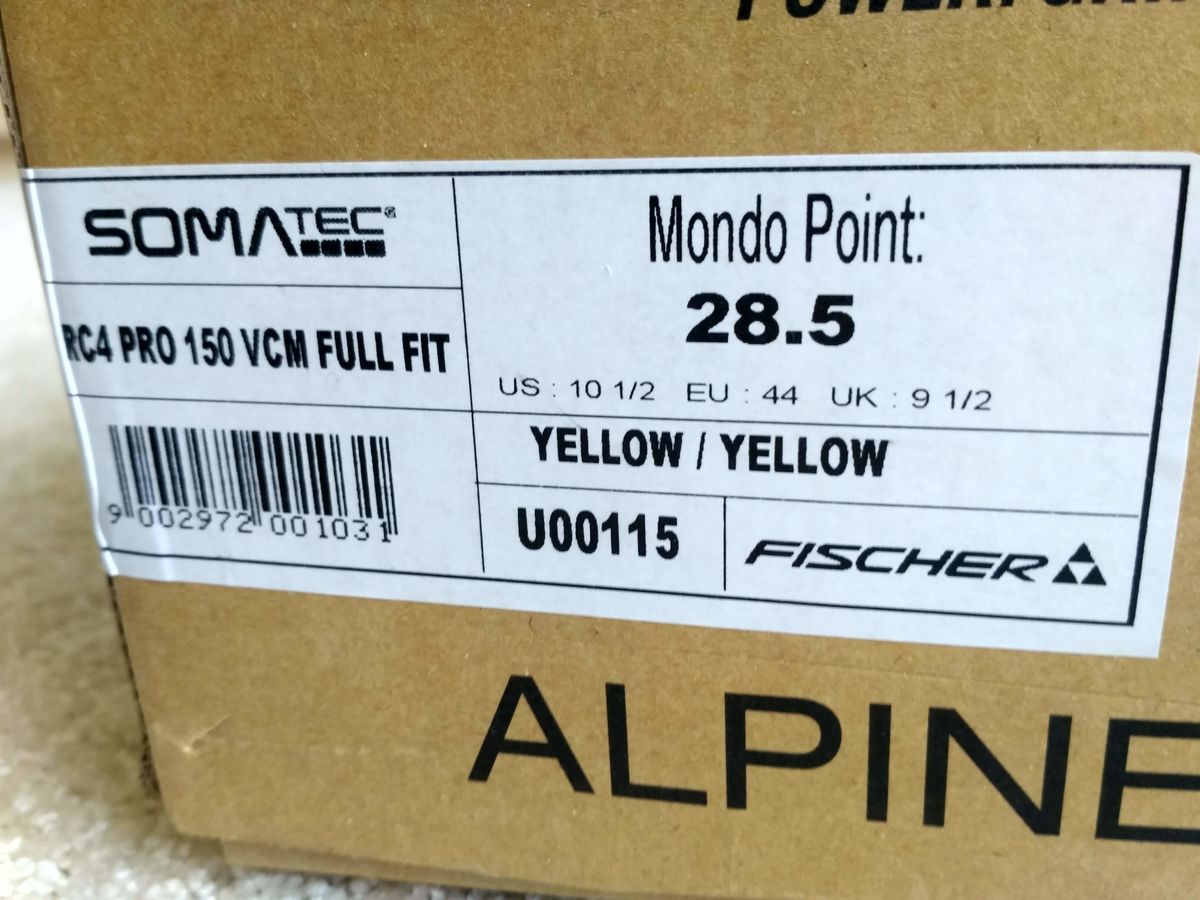 SOMATEC®
RC4 PRO 150 VCM FULL FIT
9 002972 001031
Mondo Point:
28.5
US : 10 1/2 EU : 44 UK : 9 1/2
YELLOW / YELLOW
U00115
FISCHER
ALPINE